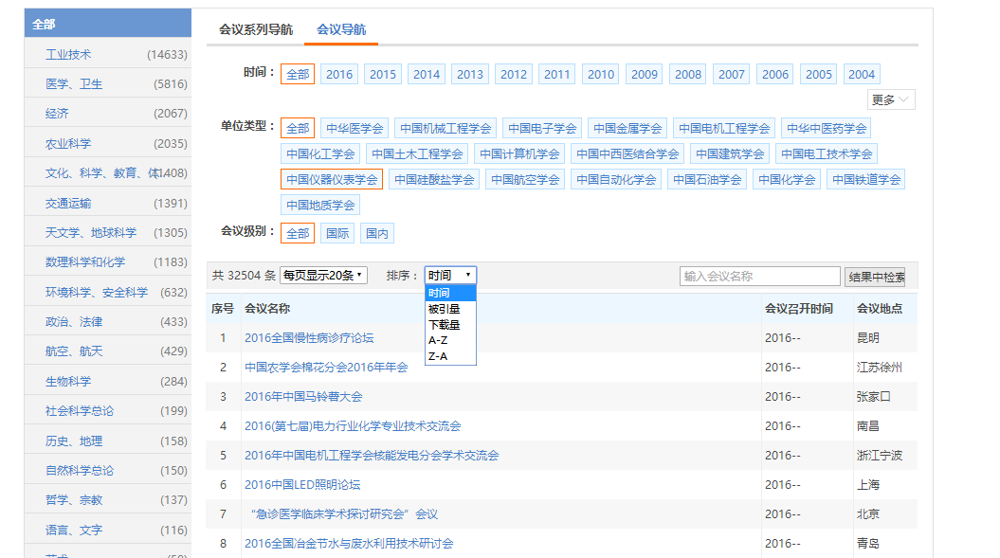 全部
工业技术 (14633)
医学、卫生 (5816)
经济 (2067)
农业科学 (2035)
文化、科学、教育、体1408)
交通运输 (1391)
天文学、地球科学 (1305)
数理科学和化学 (1183)
环境科学、安全科学 (632)
政治、法律 (433)
航空、航天 (429)
生物科学 (284)
社会科学总论 (199)
历史、地理 (158)
自然科学总论 (150)
哲学、宗教 (137)
语言、文字 (116)
会议系列导航 会议导航
时间： 全部 2016 2015 2014 2013 2012 2011 2010 2009 2008 2007 2006 2005 2004
更多
单位类型： 全部 中华医学会 中国机械工程学会 中国电子学会 中国金属学会 中国电机工程学会 中华中医药学会
中国化工学会 中国土木工程学会 中国计算机学会 中国中西医结合学会 中国建筑学会 中国电工技术学会
中国仪器仪表学会 中国硅酸盐学会 中国航空学会 中国自动化学会 中国石油学会 中国化学会 中国铁道学会
中国地质学会
会议级别： 全部 国际 国内
共 32504 条 每页显示20条 排序： 时间 输入会议名称 结果中检索
时间
被引量
下载量
A-Z
Z-A
序号 会议名称 会议召开时间 会议地点
1 2016全国慢性病诊疗论坛 2016-- 昆明
2 中国农学会棉花分会2016年年会 2016-- 江苏徐州
3 2016年中国马铃薯大会 2016-- 张家口
4 2016(第七届)电力行业化学专业技术交流会 2016-- 南昌
5 2016年中国电机工程学会核能发电分会学术交流会 2016-- 浙江宁波
6 2016中国LED照明论坛 2016-- 上海
7 “急诊医学临床学术探讨研究会”会议 2016-- 北京
8 2016全国冶金节水与废水利用技术研讨会 2016-- 青岛